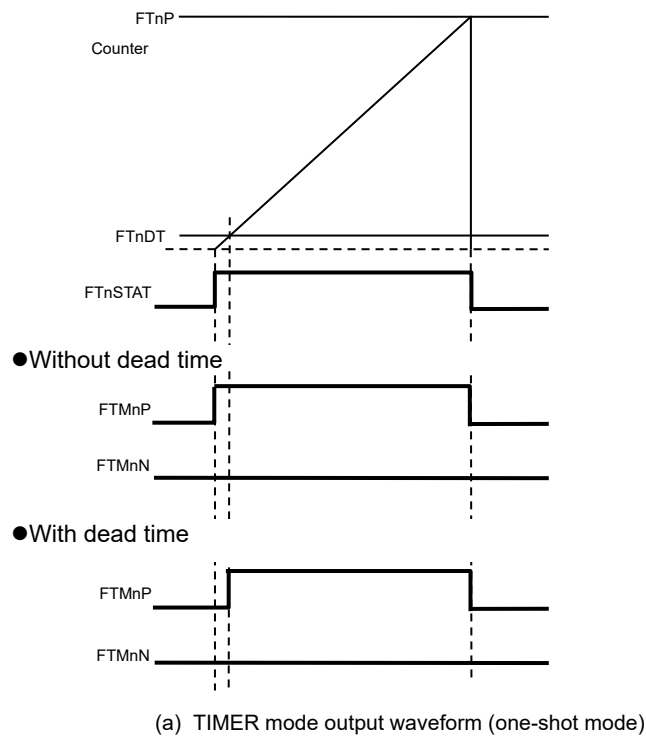 FTnP
Counter
FTnDT
FTnSTAT
●Without dead time
FTMnP
FTMnN
●With dead time
FTMnP
FTMnN
(a) TIMER mode output waveform (one-shot mode)